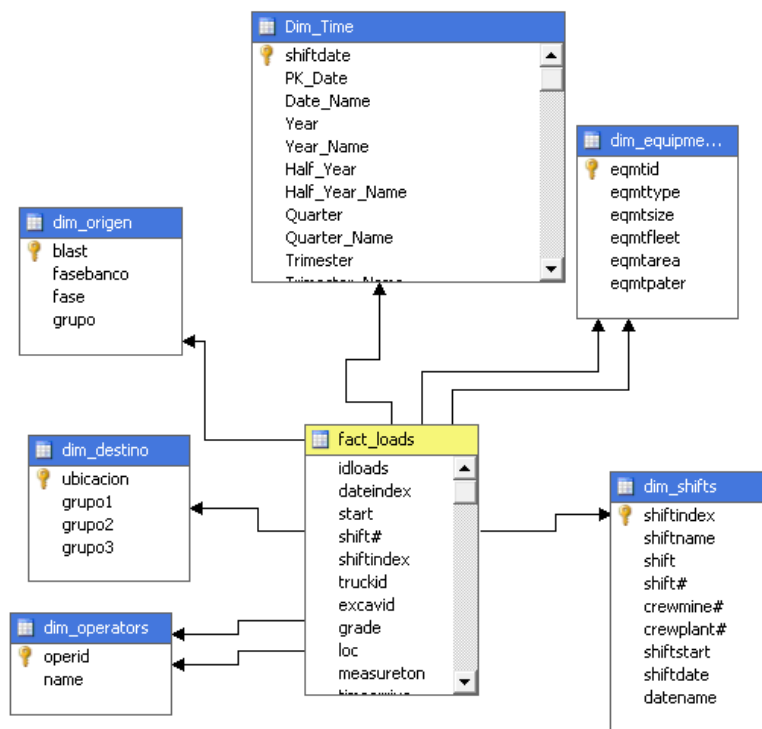 Dim_Time
shiftdate
PK_Date
Date_Name
Year
Year_Name
Half_Year
Half_Year_Name
Quarter
Quarter_Name
Trimester
dim_equipme...
eqmtid
eqmttype
eqmtsize
eqmtfleet
eqmtarea
eqmtpater
dim_origen
blast
fasebanco
fase
grupo
fact_loads
idloads
dateindex
start
shift#
shiftindex
truckid
excavid
grade
loc
measureton
dim_destino
ubicacion
grupo1
grupo2
grupo3
dim_shifts
shiftindex
shiftname
shift
shift#
crewmine#
crewplant#
shiftstart
shiftdate
datename
dim_operators
operid
name